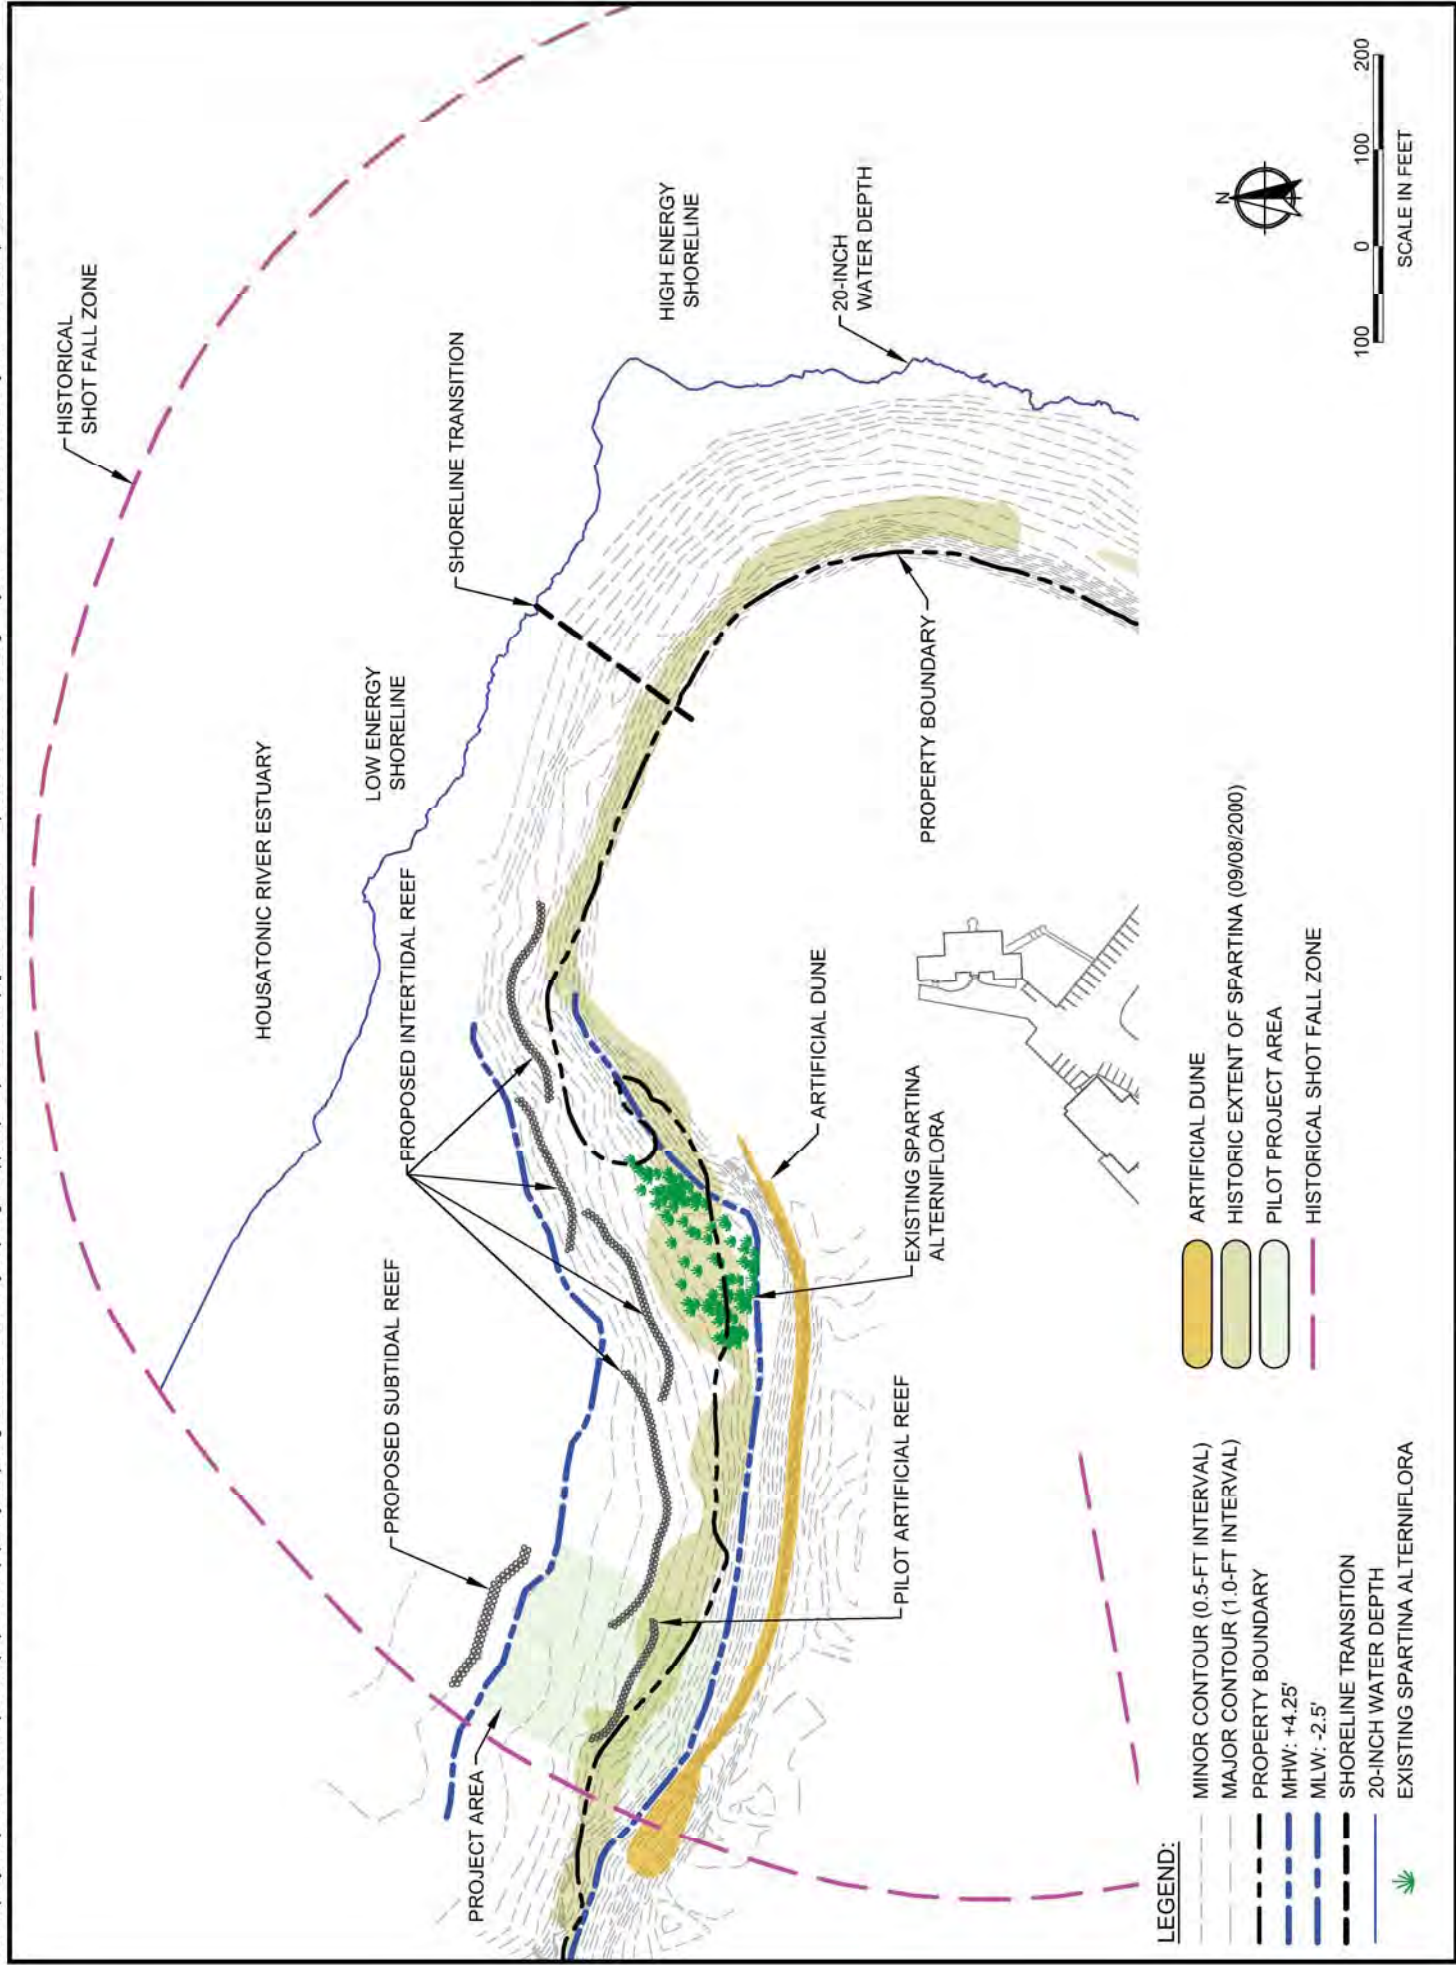 HISTORICAL
SHOT FALL ZONE
HOUSATONIC RIVER ESTUARY
LOW ENERGY
SHORELINE
SHORELINE TRANSITION
HIGH ENERGY
SHORELINE
20-INCH
WATER DEPTH
PROPOSED SUBTIDAL REEF
PROPOSED INTERTIDAL REEF
PROJECT AREA
PILOT ARTIFICIAL REEF
EXISTING SPARTINA
ALTERNIFLORA
ARTIFICIAL DUNE
PROPERTY BOUNDARY
N
100 0 100 200
SCALE IN FEET
LEGEND:
MINOR CONTOUR (0.5-FT INTERVAL)
MAJOR CONTOUR (1.0-FT INTERVAL)
PROPERTY BOUNDARY
MHW: +4.25'
MLW: -2.5'
SHORELINE TRANSITION
20-INCH WATER DEPTH
EXISTING SPARTINA ALTERNIFLORA
ARTIFICIAL DUNE
HISTORIC EXTENT OF SPARTINA (09/08/2000)
PILOT PROJECT AREA
HISTORICAL SHOT FALL ZONE